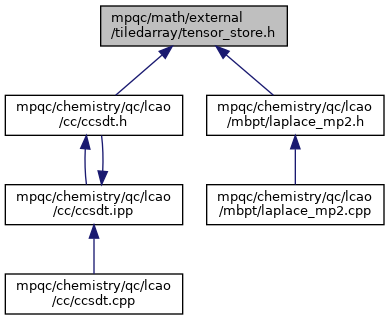 mpqc/math/external
/tiledarray/tensor_store.h
mpqc/chemistry/qc/lcao
/cc/ccsdt.h
mpqc/chemistry/qc/lcao
/mbpt/laplace_mp2.h
mpqc/chemistry/qc/lcao
/cc/ccsdt.ipp
mpqc/chemistry/qc/lcao
/mbpt/laplace_mp2.cpp
mpqc/chemistry/qc/lcao
/cc/ccsdt.cpp